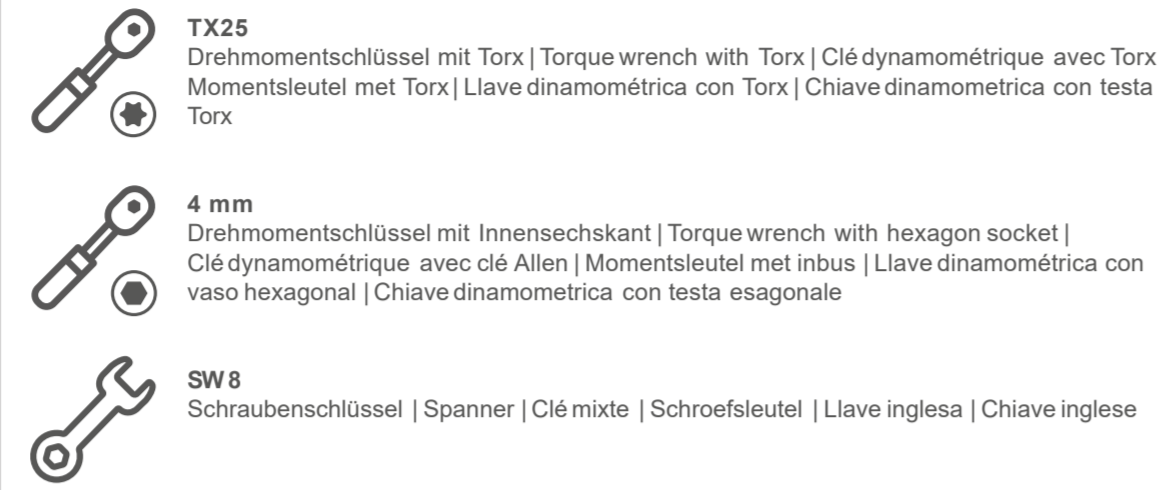 TX25
Drehmomentschlüssel mit Torx | Torque wrench with Torx | Clé dynamométrique avec Torx
Momentsleutel met Torx | Llave dinamométrica con Torx | Chiave dinamometrica con testa
Torx
4 mm
Drehmomentschlüssel mit Innensechskant | Torque wrench with hexagon socket |
Clé dynamométrique avec clé Allen | Momentsleutel met inbus | Llave dinamométrica con
vaso hexagonal | Chiave dinamometrica con testa esagonale
SW 8
Schraubenschlüssel | Spanner | Clé mixte | Schroefsleutel | Llave inglesa | Chiave inglese